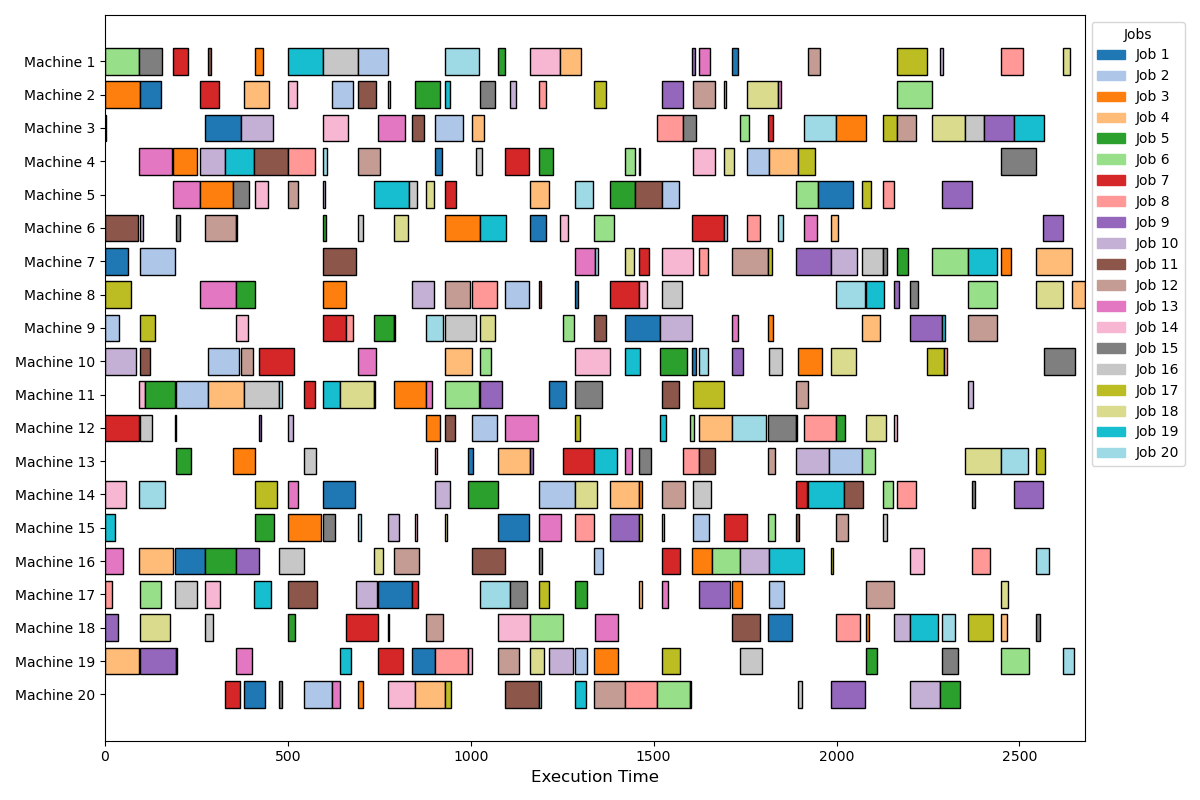 Machine 1
Machine 2
Machine 3
Machine 4
Machine 5
Machine 6
Machine 7
Machine 8
Machine 9
Machine 10
Machine 11
Machine 12
Machine 13
Machine 14
Machine 15
Machine 16
Machine 17
Machine 18
Machine 19
Machine 20
0 500 1000 1500 2000 2500
Execution Time
Jobs
Job 1
Job 2
Job 3
Job 4
Job 5
Job 6
Job 7
Job 8
Job 9
Job 10
Job 11
Job 12
Job 13
Job 14
Job 15
Job 16
Job 17
Job 18
Job 19
Job 20